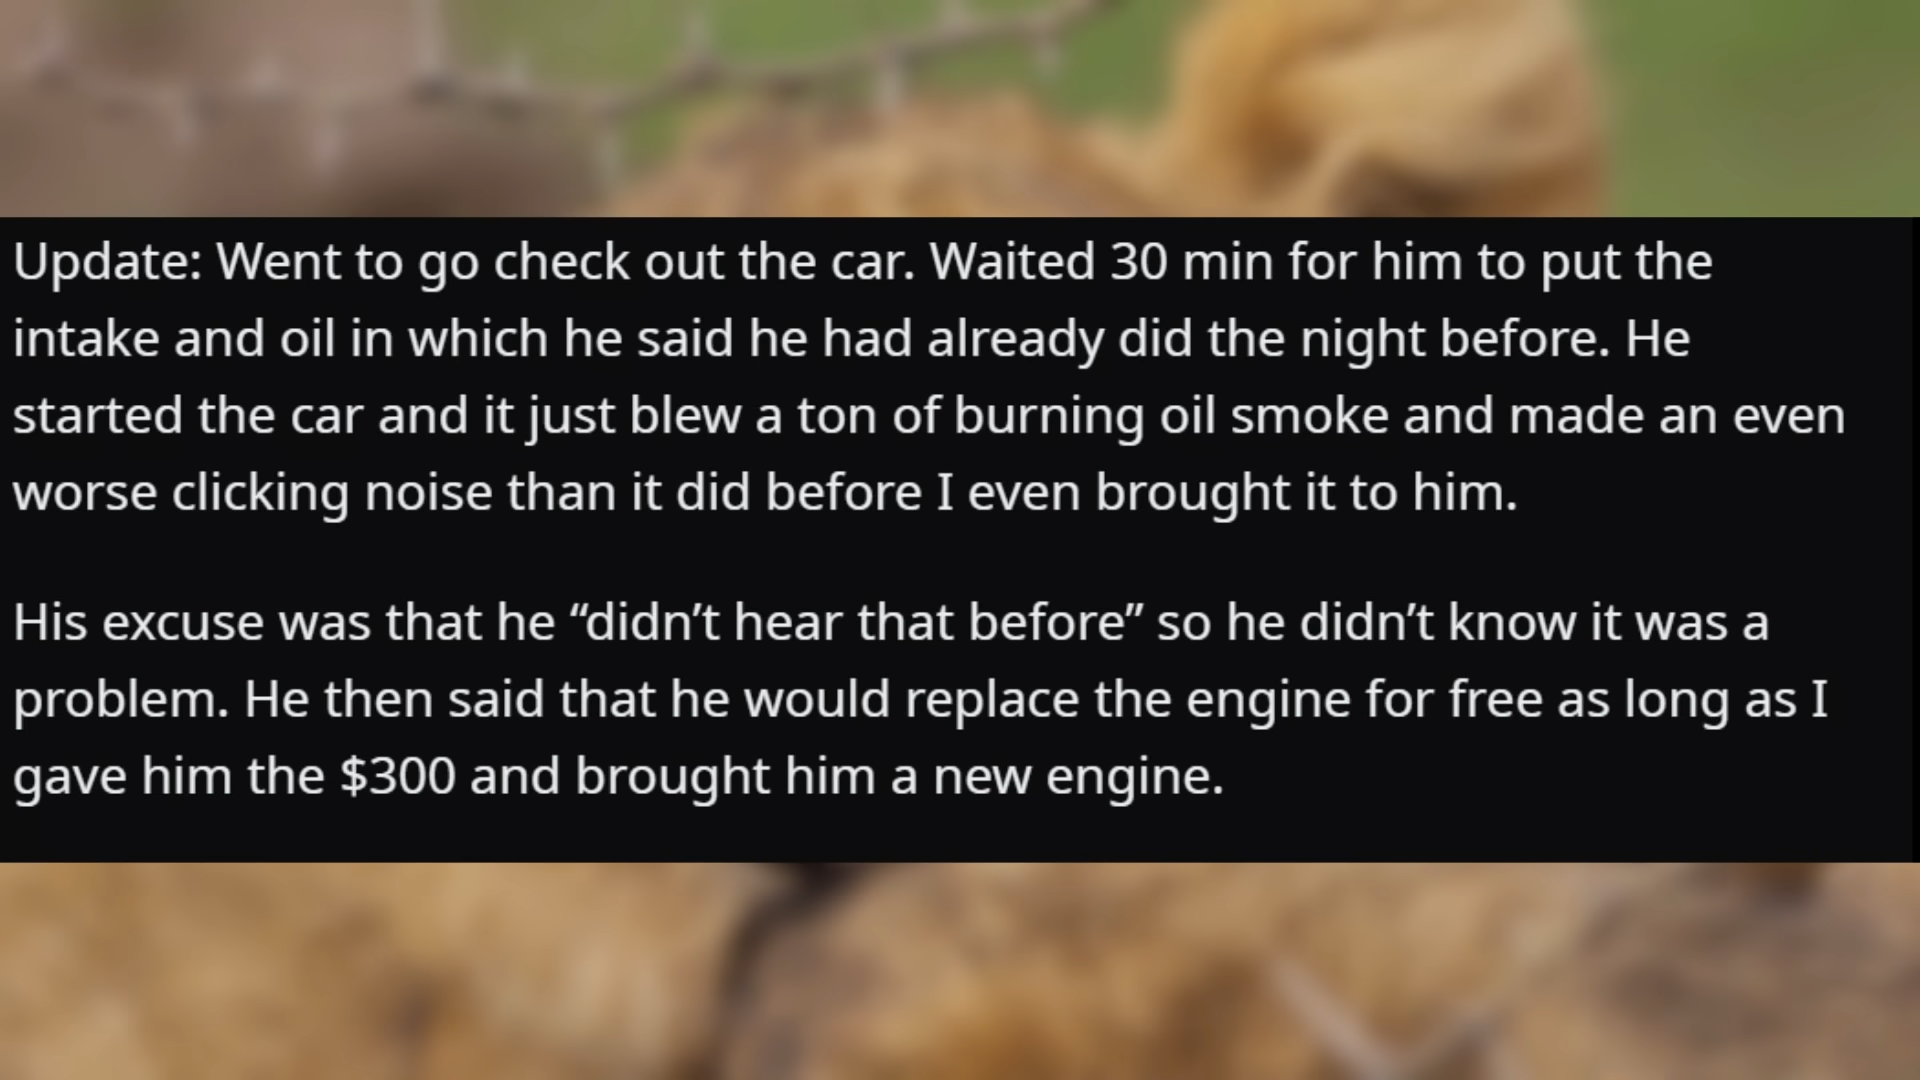 Update: Went to go check out the car. Waited 30 min for him to put the
intake and oil in which he said he had already did the night before. He
started the car and it just blew a ton of burning oil smoke and made an even
worse clicking noise than it did before I even brought it to him.
His excuse was that he “didn’t hear that before” so he didn’t know it was a
problem. He then said that he would replace the engine for free as long as I
gave him the $300 and brought him a new engine.